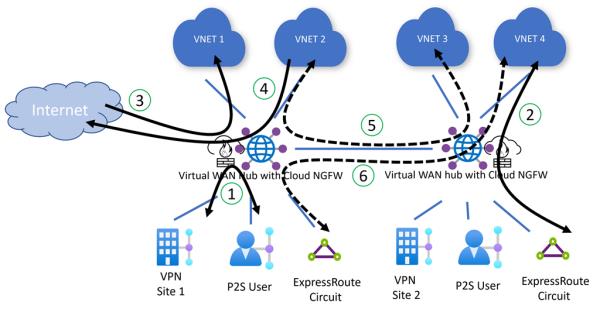 VNET 1
VNET 2
VNET 3
VNET 4
Internet
3
4
5
2
6
1
Virtual WAN hub with Cloud NGFW
Virtual WAN hub with Cloud NGFW
VPN
Site 1
P2S User
ExpressRoute
Circuit
VPN
Site 2
P2S User
ExpressRoute
Circuit